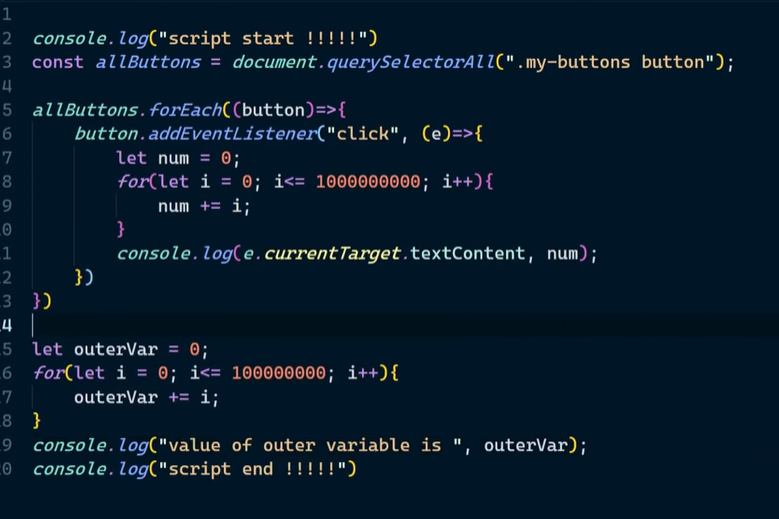 1
2 console.log("script start !!!!!")
3 const allButtons = document.querySelectorAll(".my-buttons button");
4
5 allButtons.forEach((button)=>{
6     button.addEventListener("click", (e)=>{
7         let num = 0;
8         for(let i = 0; i<= 1000000000; i++){
9             num += i;
0         }
1         console.log(e.currentTarget.textContent, num);
2     })
3 })
4
5 let outerVar = 0;
6 for(let i = 0; i<= 100000000; i++){
7     outerVar += i;
8 }
9 console.log("value of outer variable is ", outerVar);
0 console.log("script end !!!!!")